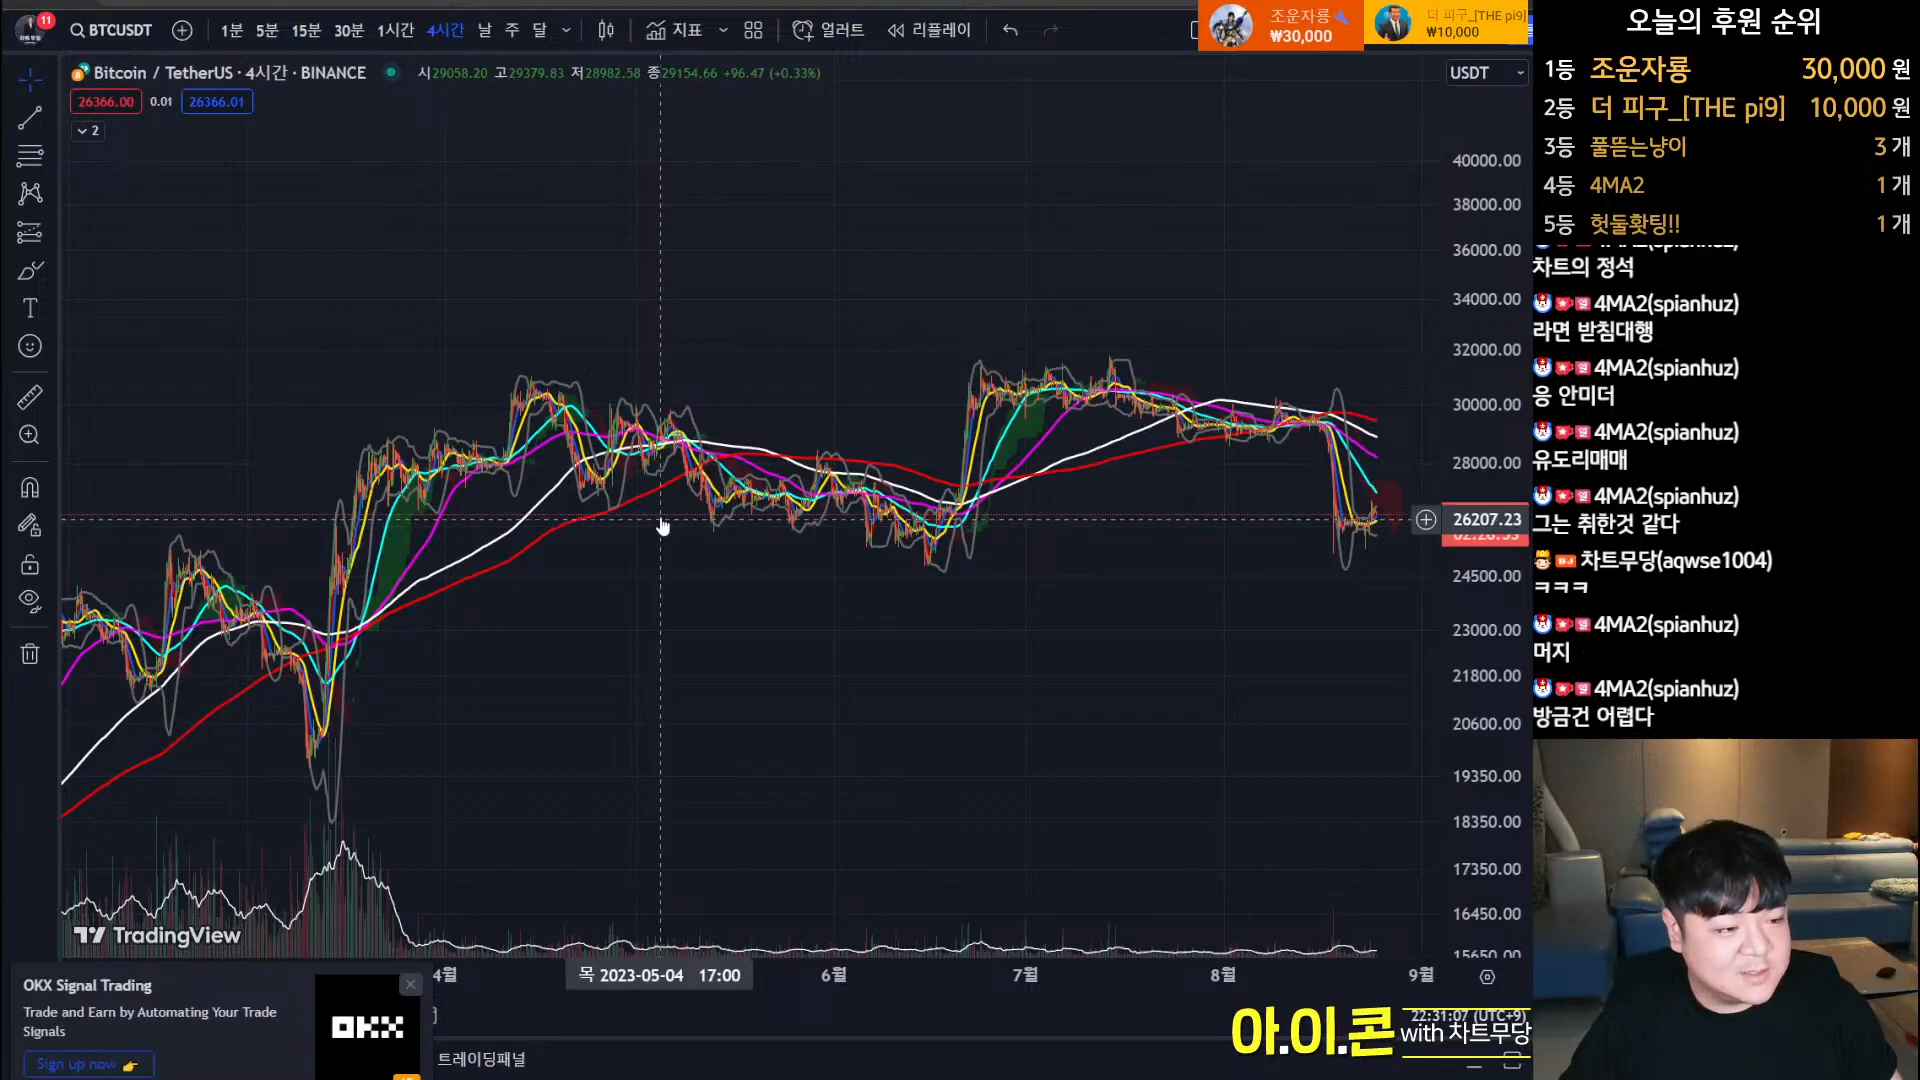 11
BTCUSDT
1분 5분 15분 30분 1시간 4시간 날 주 달
지표
얼러트
리플레이
조운자룡
₩30,000
더 피구_[THE pi9]
₩10,000
Bitcoin / TetherUS · 4시간 · BINANCE
시29058.20 고29379.83 저28982.58 종29154.66 +96.47 (+0.33%)
USDT
26366.00
0.01
26366.01
2
40000.00
38000.00
36000.00
34000.00
32000.00
30000.00
28000.00
26207.23
24500.00
23000.00
21800.00
20600.00
19350.00
18350.00
17350.00
16450.00
15650.00
TradingView
4월
목 2023-05-04 17:00
6월
7월
8월
9월
OKX Signal Trading
Trade and Earn by Automating Your Trade
Signals
Sign up now
OKX
22:31:07 (UTC+9)
트레이딩패널
아.이.콘
with 차트무당
오늘의 후원 순위
1등 조운자룡 30,000 원
2등 더 피구_[THE pi9] 10,000 원
3등 풀뜯는냥이 3 개
4등 4MA2 1 개
5등 헛둘홧팅!! 1 개
4MA2(spianhuz)
차트의 정석
4MA2(spianhuz)
라면 받침대행
4MA2(spianhuz)
응 안미더
4MA2(spianhuz)
유도리매매
4MA2(spianhuz)
그는 취한것 같다
BJ 차트무당(aqwse1004)
ㅋㅋㅋ
4MA2(spianhuz)
머지
4MA2(spianhuz)
방금건 어렵다